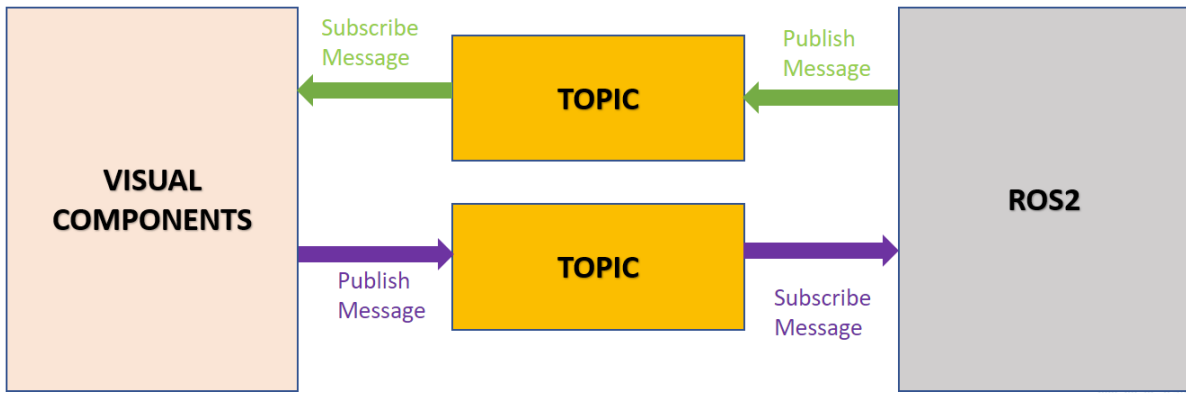 Subscribe
Message
Publish
Message
TOPIC
VISUAL
COMPONENTS
ROS2
TOPIC
Publish
Message
Subscribe
Message